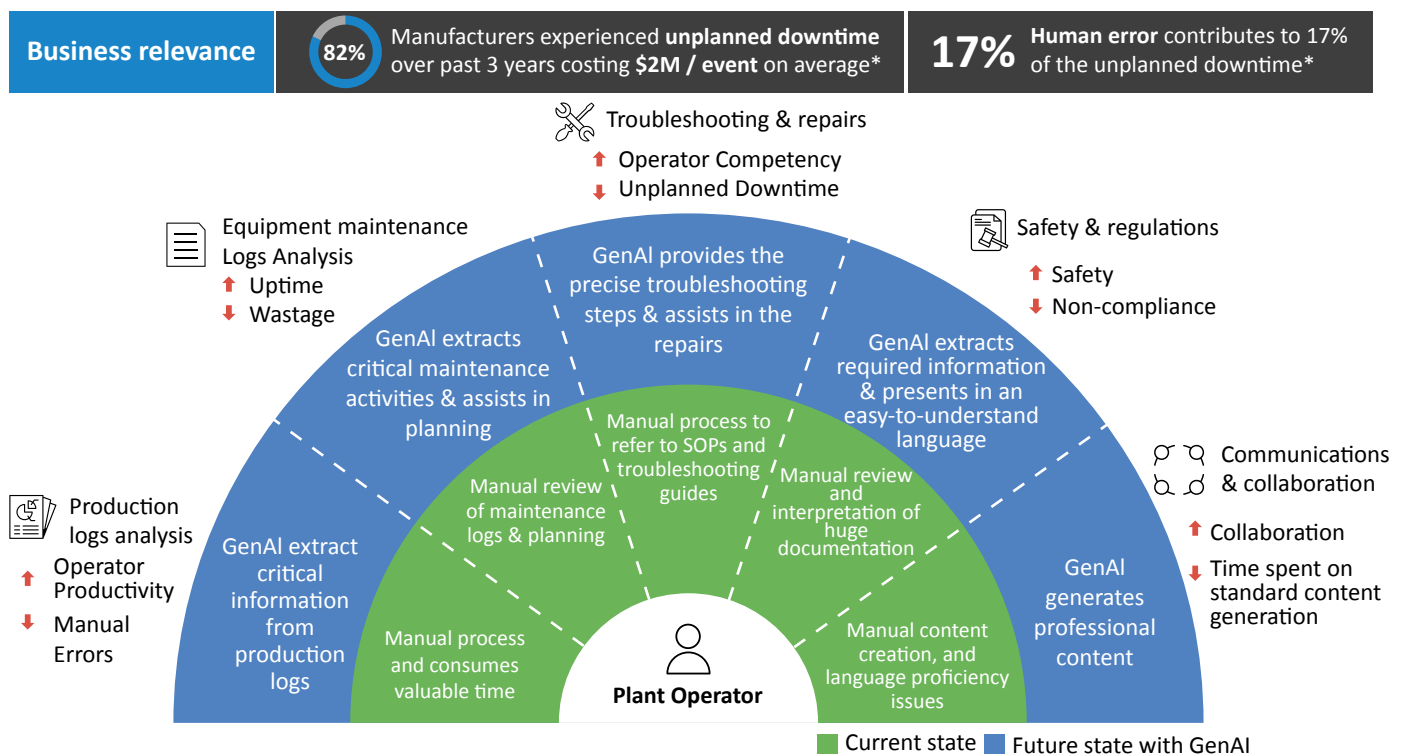 Business relevance
82%
Manufacturers experienced unplanned downtime
over past 3 years costing $2M / event on average*
17%
Human error contributes to 17%
of the unplanned downtime*
Troubleshooting & repairs
Operator Competency
Unplanned Downtime
Equipment maintenance
Logs Analysis
Uptime
Wastage
Safety & regulations
Safety
Non-compliance
Production
logs analysis
Operator
Productivity
Manual
Errors
Communications
& collaboration
Collaboration
Time spent on
standard content
generation
GenAl extract
critical
information
from
production
logs
GenAl extracts
critical maintenance
activities & assists in
planning
GenAl provides the
precise troubleshooting
steps & assists in the
repairs
GenAl extracts
required information
& presents in an
easy-to-understand
language
GenAl
generates
professional
content
Manual process
and consumes
valuable time
Manual review
of maintenance
logs & planning
Manual process to
refer to SOPs and
troubleshooting
guides
Manual review
and
interpretation of
huge
documentation
Manual content
creation, and
language proficiency
issues
Plant Operator
Current state
Future state with GenAI